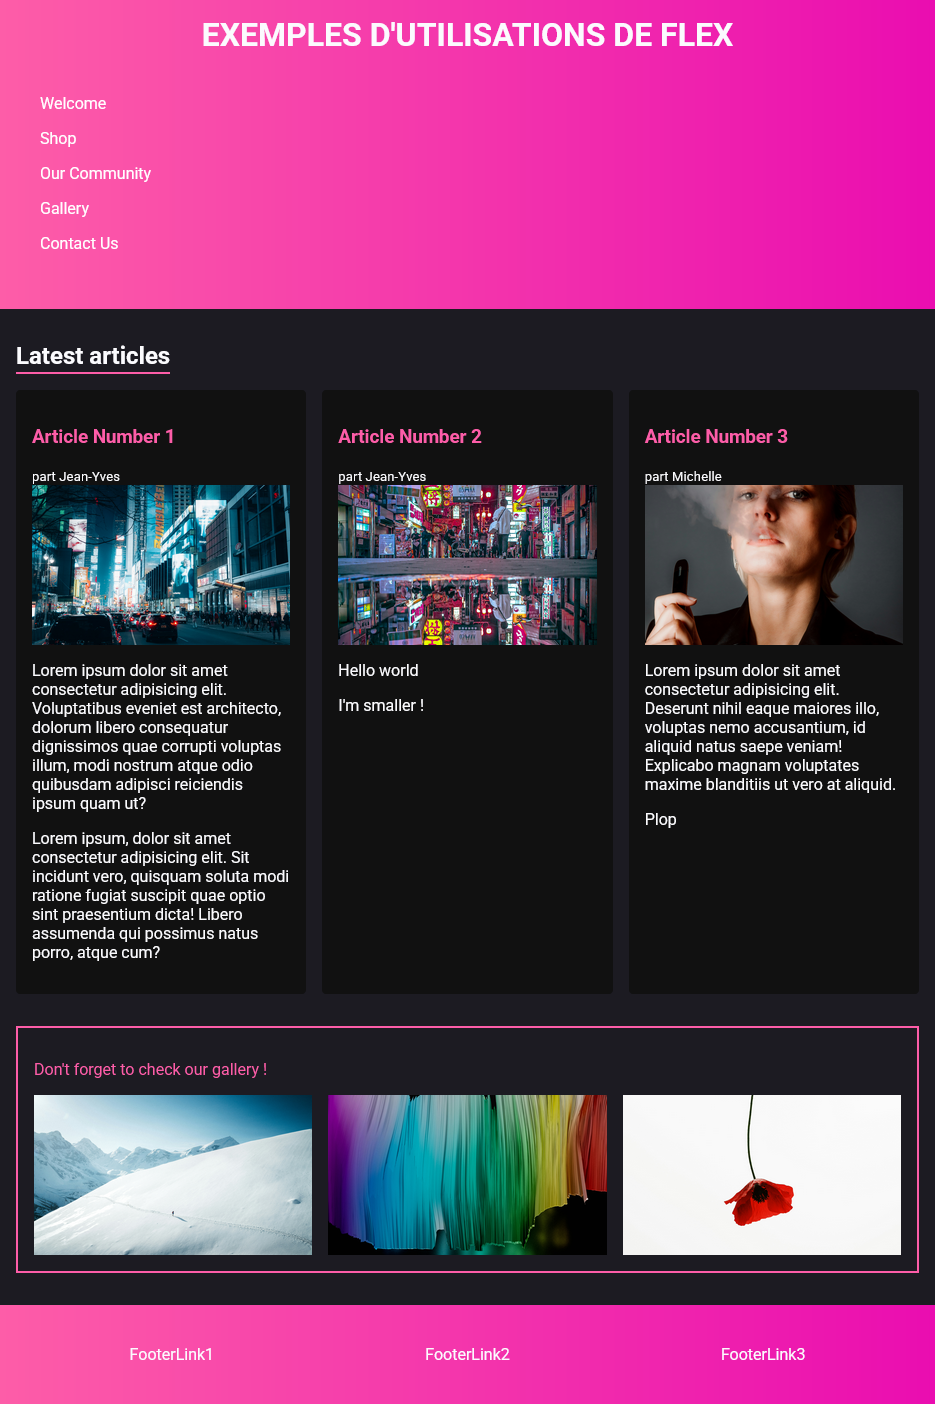 EXEMPLES D'UTILISATIONS DE FLEX
Welcome
Shop
Our Community
Gallery
Contact Us
Latest articles
Article Number 1
part Jean-Yves
Lorem ipsum dolor sit amet
consectetur adipisicing elit.
Voluptatibus eveniet est architecto,
dolorum libero consequatur
dignissimos quae corrupti voluptas
illum, modi nostrum atque odio
quibusdam adipisci reiciendis
ipsum quam ut?
Lorem ipsum, dolor sit amet
consectetur adipisicing elit. Sit
incidunt vero, quisquam soluta modi
ratione fugiat suscipit quae optio
sint praesentium dicta! Libero
assumenda qui possimus natus
porro, atque cum?
Article Number 2
part Jean-Yves
Hello world
I'm smaller !
Article Number 3
part Michelle
Lorem ipsum dolor sit amet
consectetur adipisicing elit.
Deserunt nihil eaque maiores illo,
voluptas nemo accusantium, id
aliquid natus saepe veniam!
Explicabo magnam voluptates
maxime blanditiis ut vero at aliquid.
Plop
Don't forget to check our gallery !
FooterLink1
FooterLink2
FooterLink3